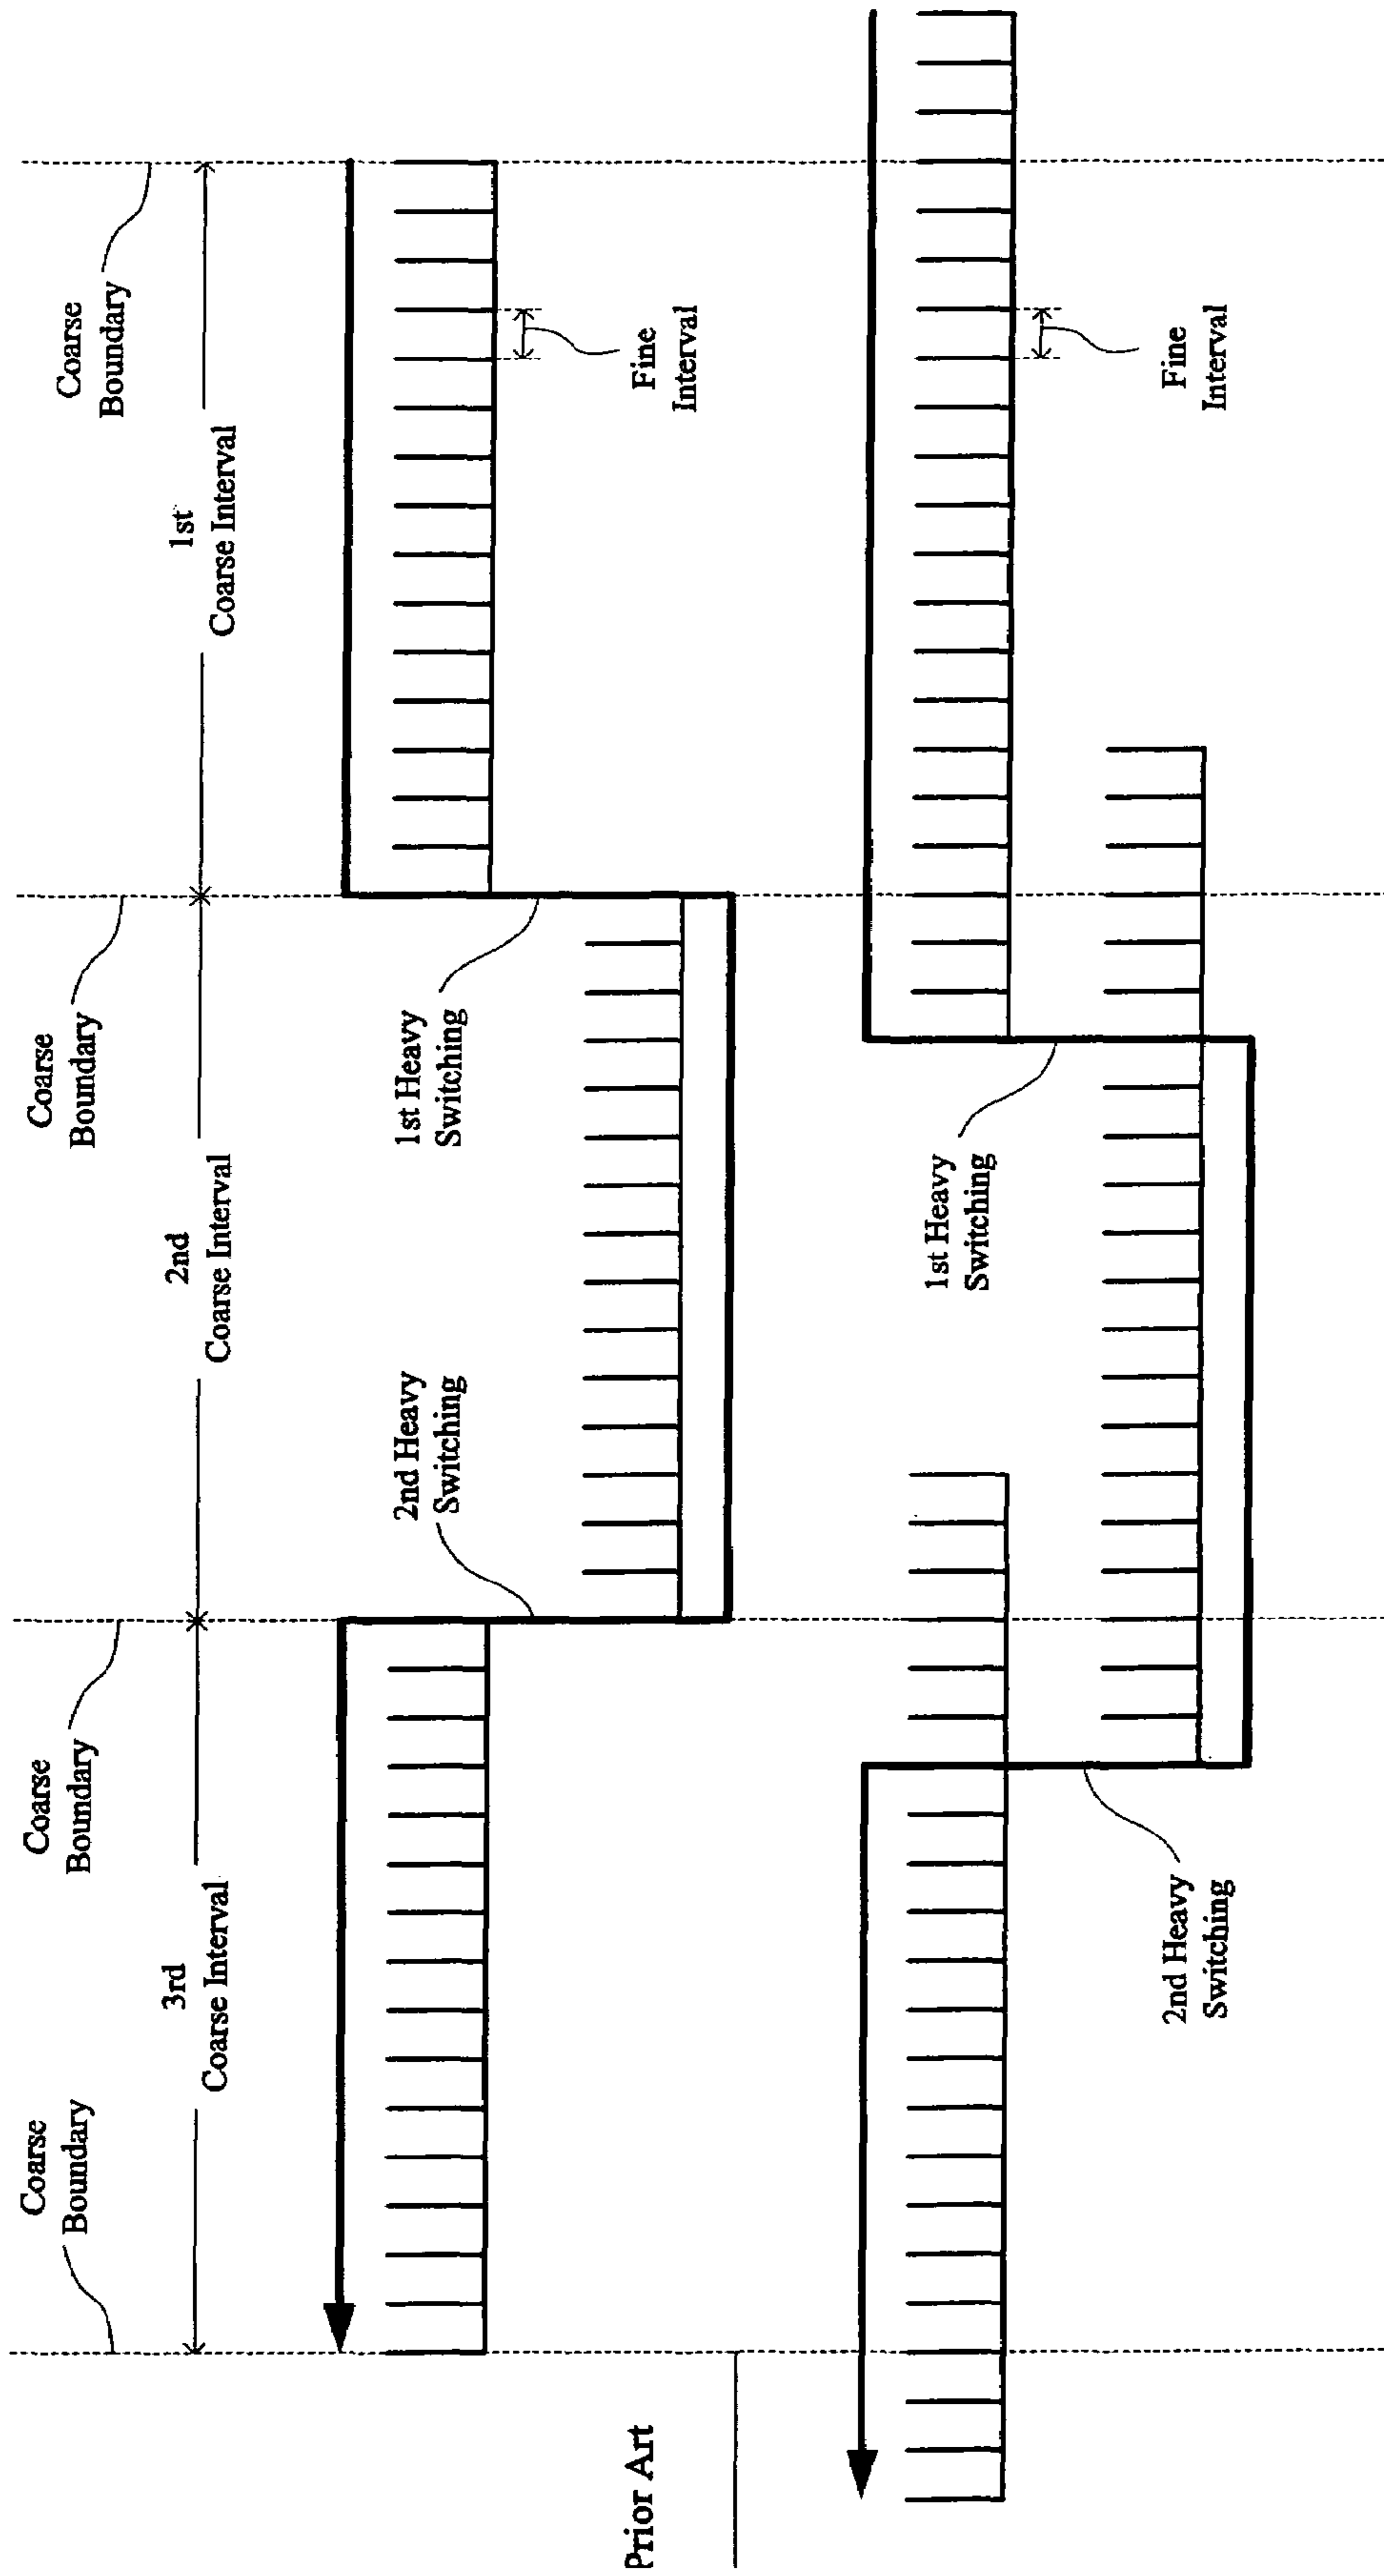 Coarse
Boundary
Coarse
Boundary
Coarse
Boundary
Coarse
Boundary
3rd
Coarse Interval
2nd
Coarse Interval
1st
Coarse Interval
2nd Heavy
Switching
1st Heavy
Switching
Fine
Interval
Prior Art
1st Heavy
Switching
2nd Heavy
Switching
Fine
Interval